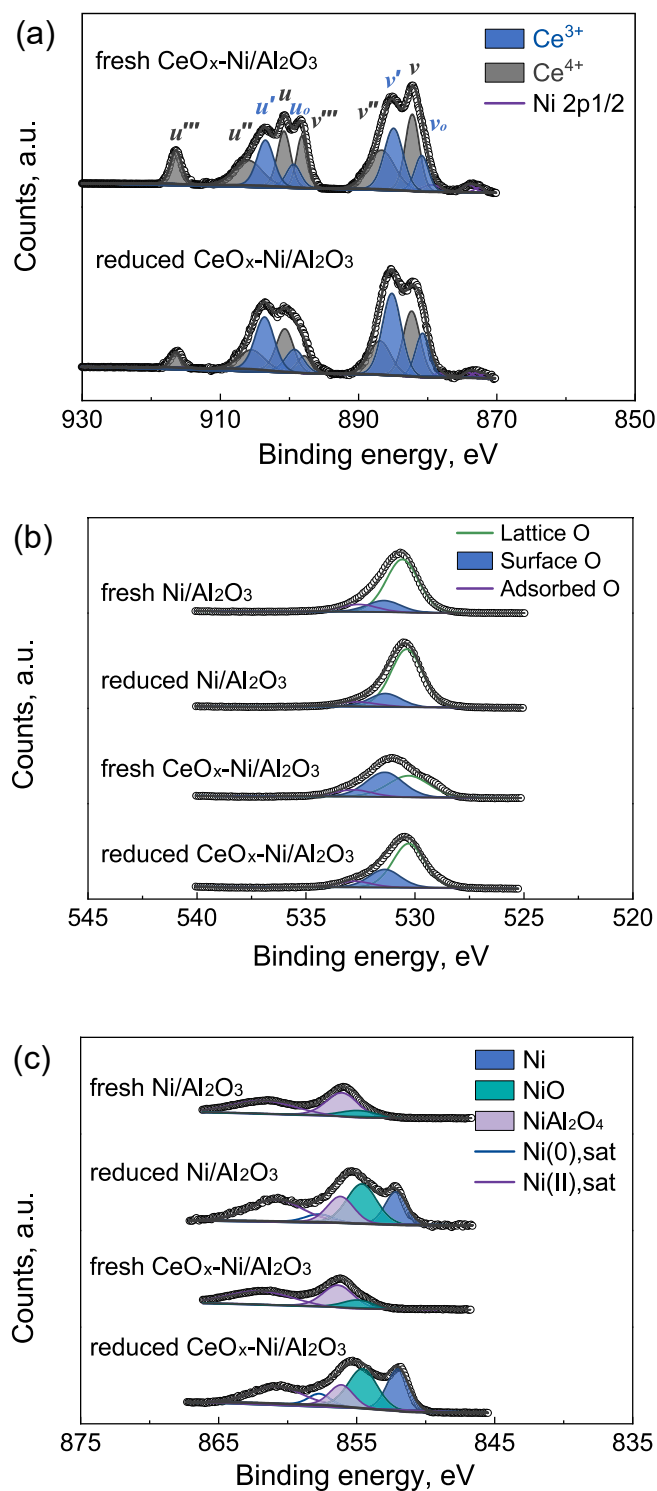 (a)
fresh CeOx-Ni/Al2O3
Ce3+
Ce4+
Ni 2p1/2
u'''
u''
u'
u
uo
v'''
v''
v'
v
vo
reduced CeOx-Ni/Al2O3
Counts, a.u.
930 910 890 870 850
Binding energy, eV
(b)
Lattice O
Surface O
Adsorbed O
fresh Ni/Al2O3
reduced Ni/Al2O3
fresh CeOx-Ni/Al2O3
reduced CeOx-Ni/Al2O3
Counts, a.u.
545 540 535 530 525 520
Binding energy, eV
(c)
Ni
NiO
NiAl2O4
Ni(0),sat
Ni(II),sat
fresh Ni/Al2O3
reduced Ni/Al2O3
fresh CeOx-Ni/Al2O3
reduced CeOx-Ni/Al2O3
Counts, a.u.
875 865 855 845 835
Binding energy, eV